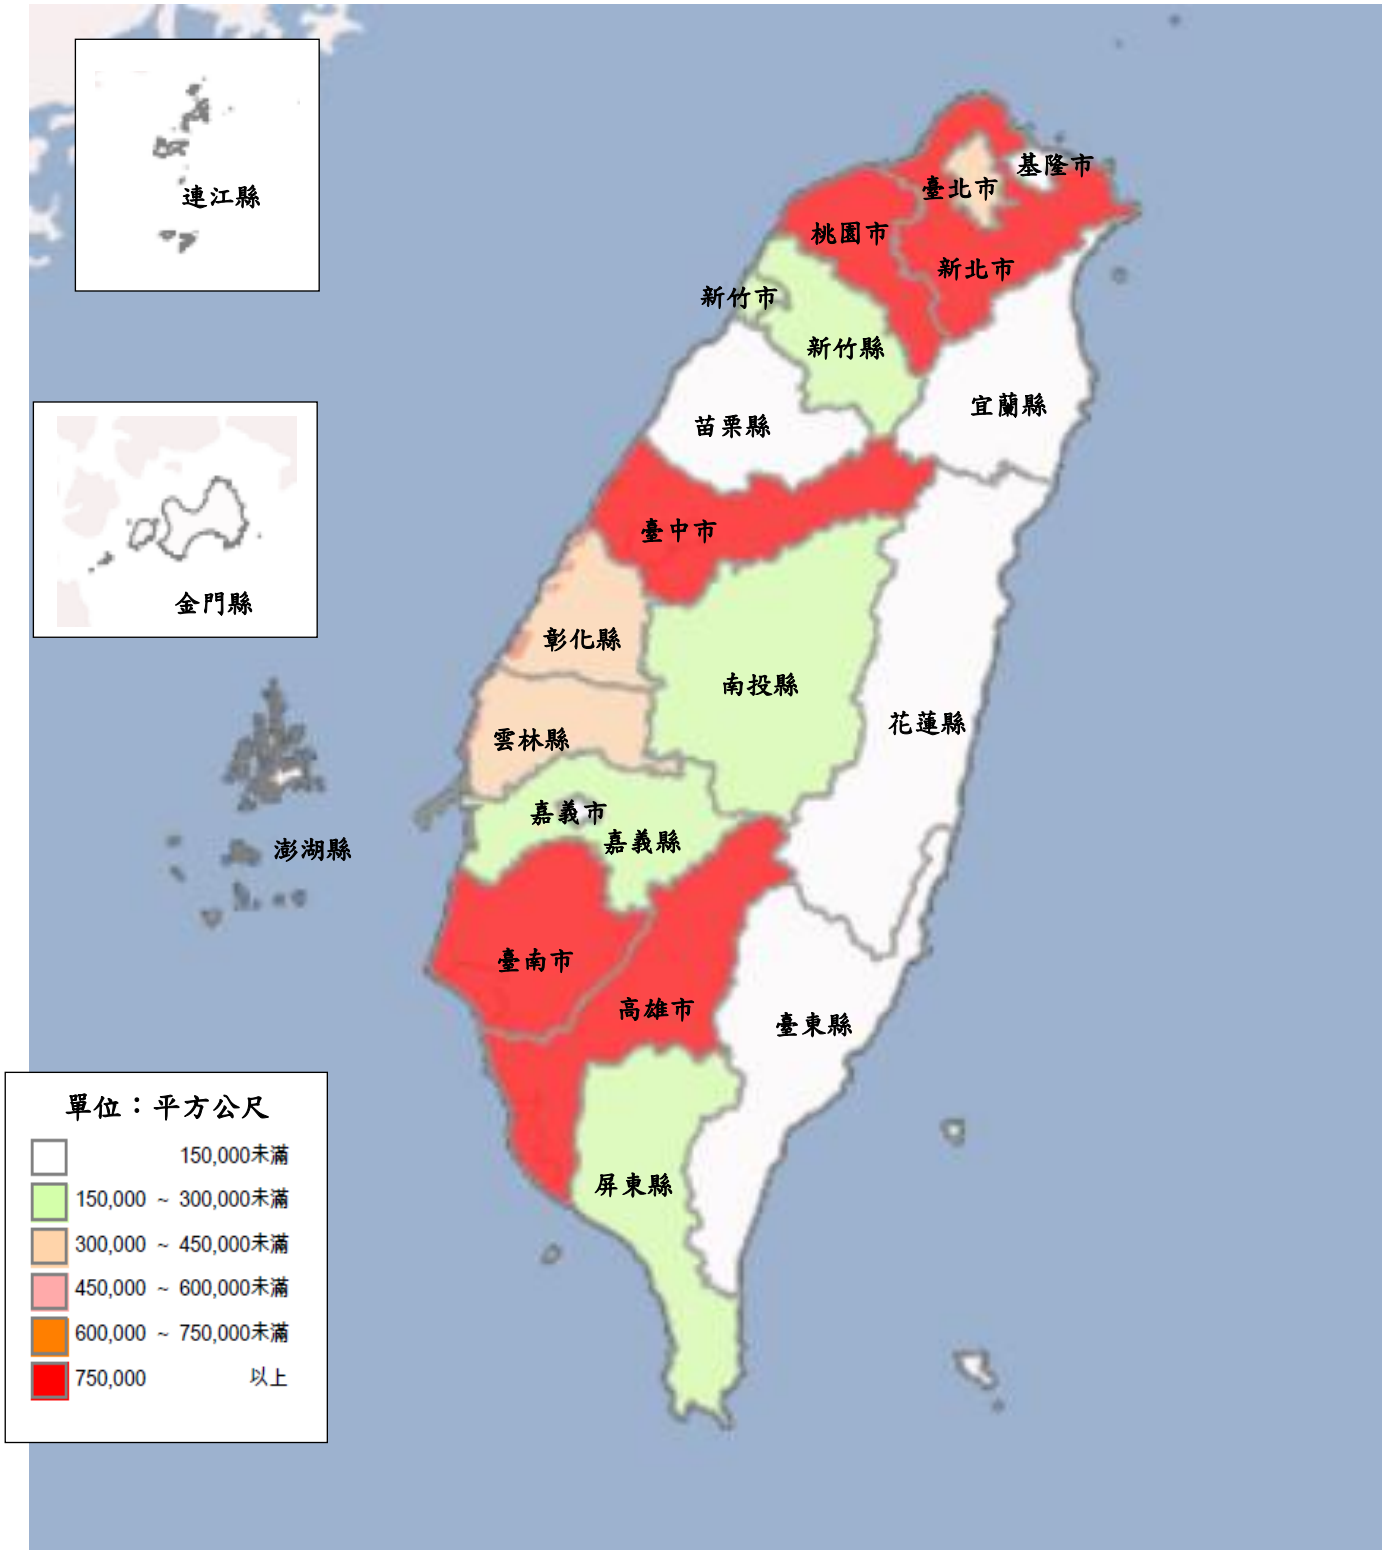 連江縣
基隆市
臺北市
桃園市
新北市
新竹市
新竹縣
宜蘭縣
苗栗縣
臺中市
金門縣
彰化縣
南投縣
花蓮縣
雲林縣
嘉義市
嘉義縣
澎湖縣
臺南市
高雄市
臺東縣
屏東縣
單位：平方公尺
150,000未滿
150,000 ~ 300,000未滿
300,000 ~ 450,000未滿
450,000 ~ 600,000未滿
600,000 ~ 750,000未滿
750,000 以上